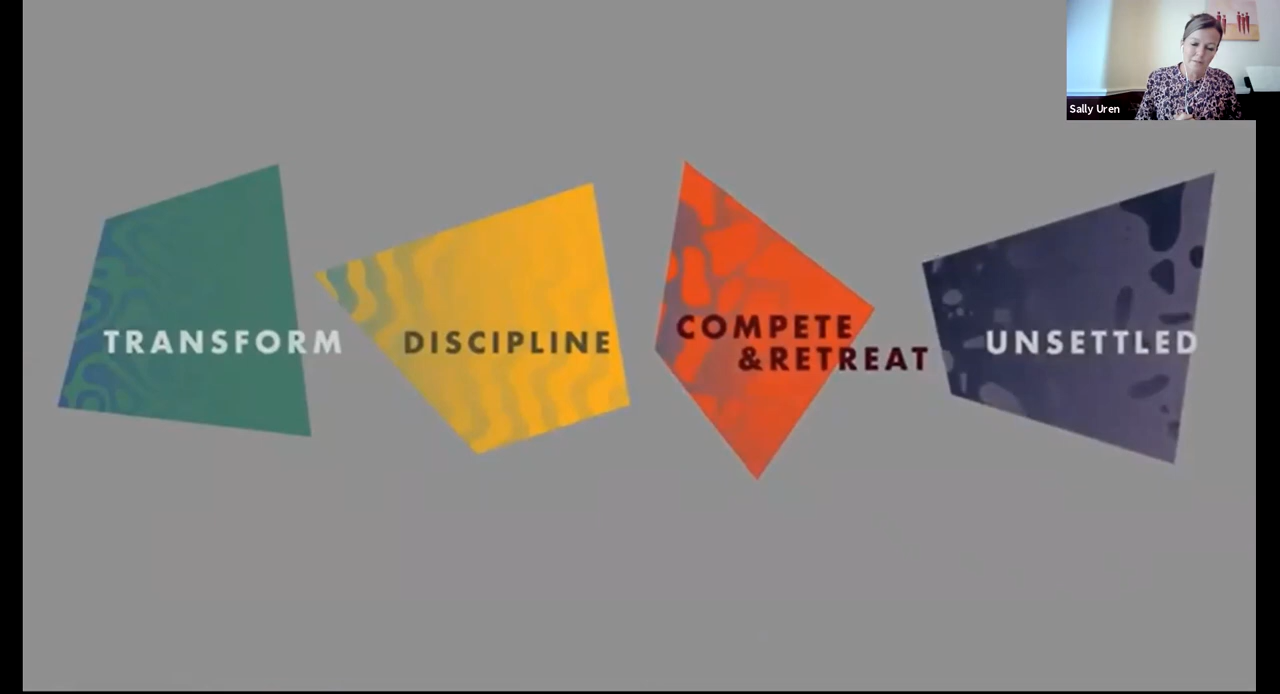 Sally Uren
TRANSFORM
DISCIPLINE
COMPETE
&RETREAT
UNSETTLED